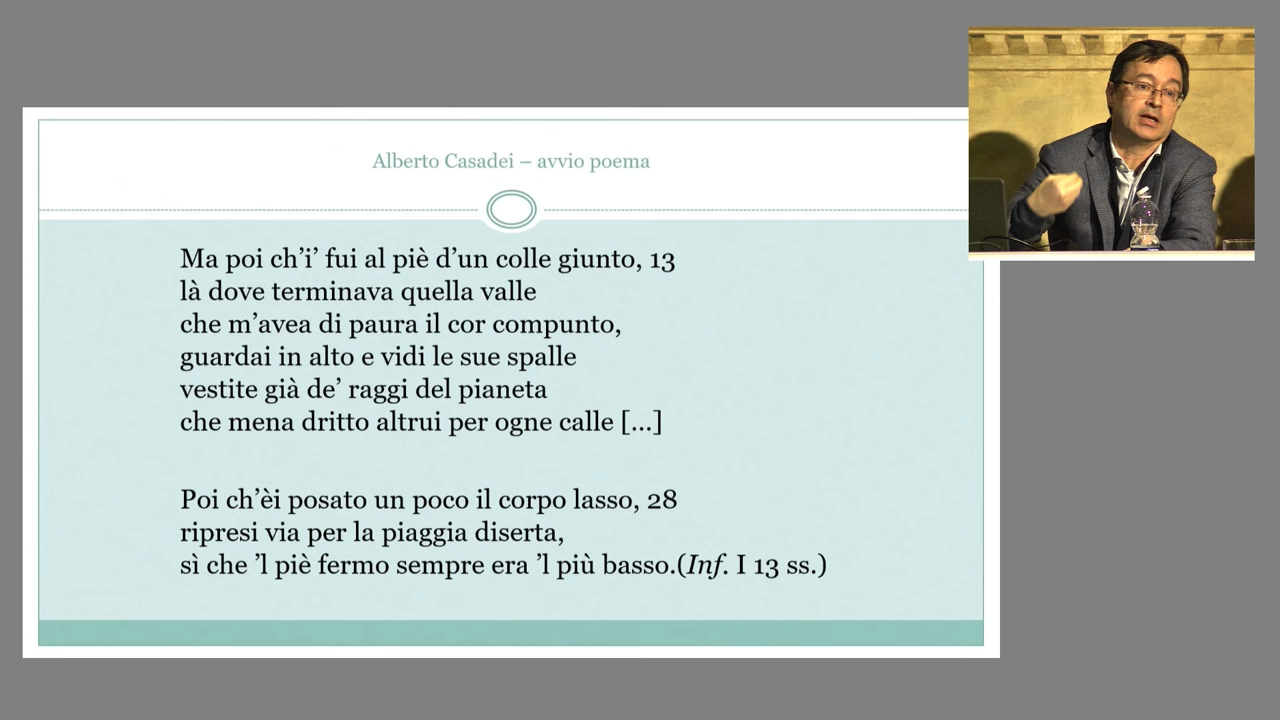 Alberto Casadei – avvio poema
Ma poi ch’i’ fui al piè d’un colle giunto, 13
là dove terminava quella valle
che m’avea di paura il cor compunto,
guardai in alto e vidi le sue spalle
vestite già de’ raggi del pianeta
che mena dritto altrui per ogne calle [...]
Poi ch’èi posato un poco il corpo lasso, 28
ripresi via per la piaggia diserta,
sì che ’l piè fermo sempre era ’l più basso.(Inf. I 13 ss.)